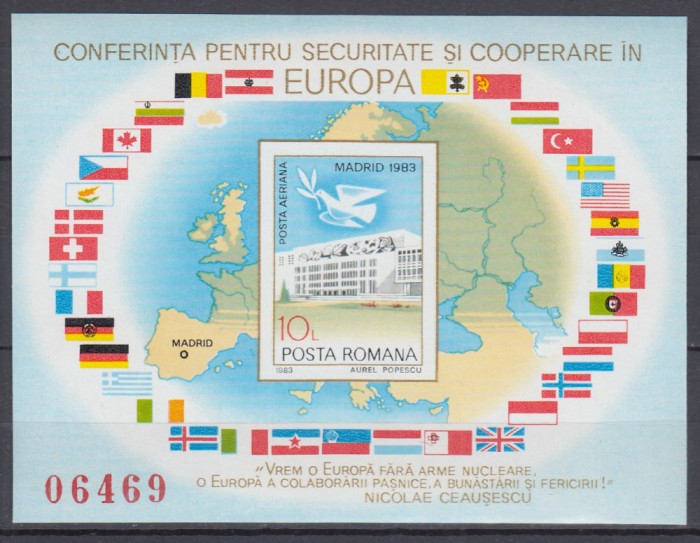 CONFERINȚA PENTRU SECURITATE ȘI COOPERARE ÎN
EUROPA
MADRID 1983
POSTA AERIANA
MADRID
10L
POSTA ROMANA
1983 AUREL POPESCU
"VREM O EUROPĂ FĂRĂ ARME NUCLEARE,
O EUROPĂ A COLABORĂRII PAȘNICE, A BUNĂSTĂRII ȘI FERICIRII!"
NICOLAE CEAUȘESCU
06469